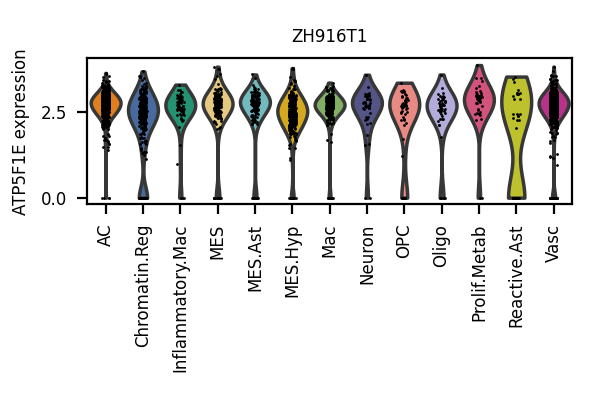 ZH916T1
ATP5F1E expression
2.5
0.0
AC
Chromatin.Reg
Inflammatory.Mac
MES
MES.Ast
MES.Hyp
Mac
Neuron
OPC
Oligo
Prolif.Metab
Reactive.Ast
Vasc